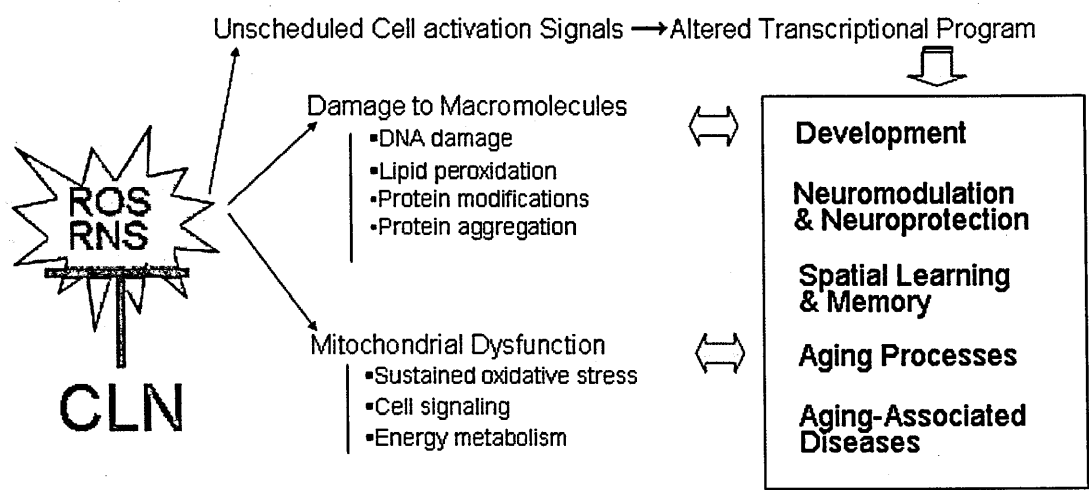 Unscheduled Cell activation Signals → Altered Transcriptional Program
Damage to Macromolecules
▪DNA damage
▪Lipid peroxidation
▪Protein modifications
▪Protein aggregation
ROS
RNS
CLN
Mitochondrial Dysfunction
▪Sustained oxidative stress
▪Cell signaling
▪Energy metabolism
Development
Neuromodulation
& Neuroprotection
Spatial Learning
& Memory
Aging Processes
Aging-Associated
Diseases